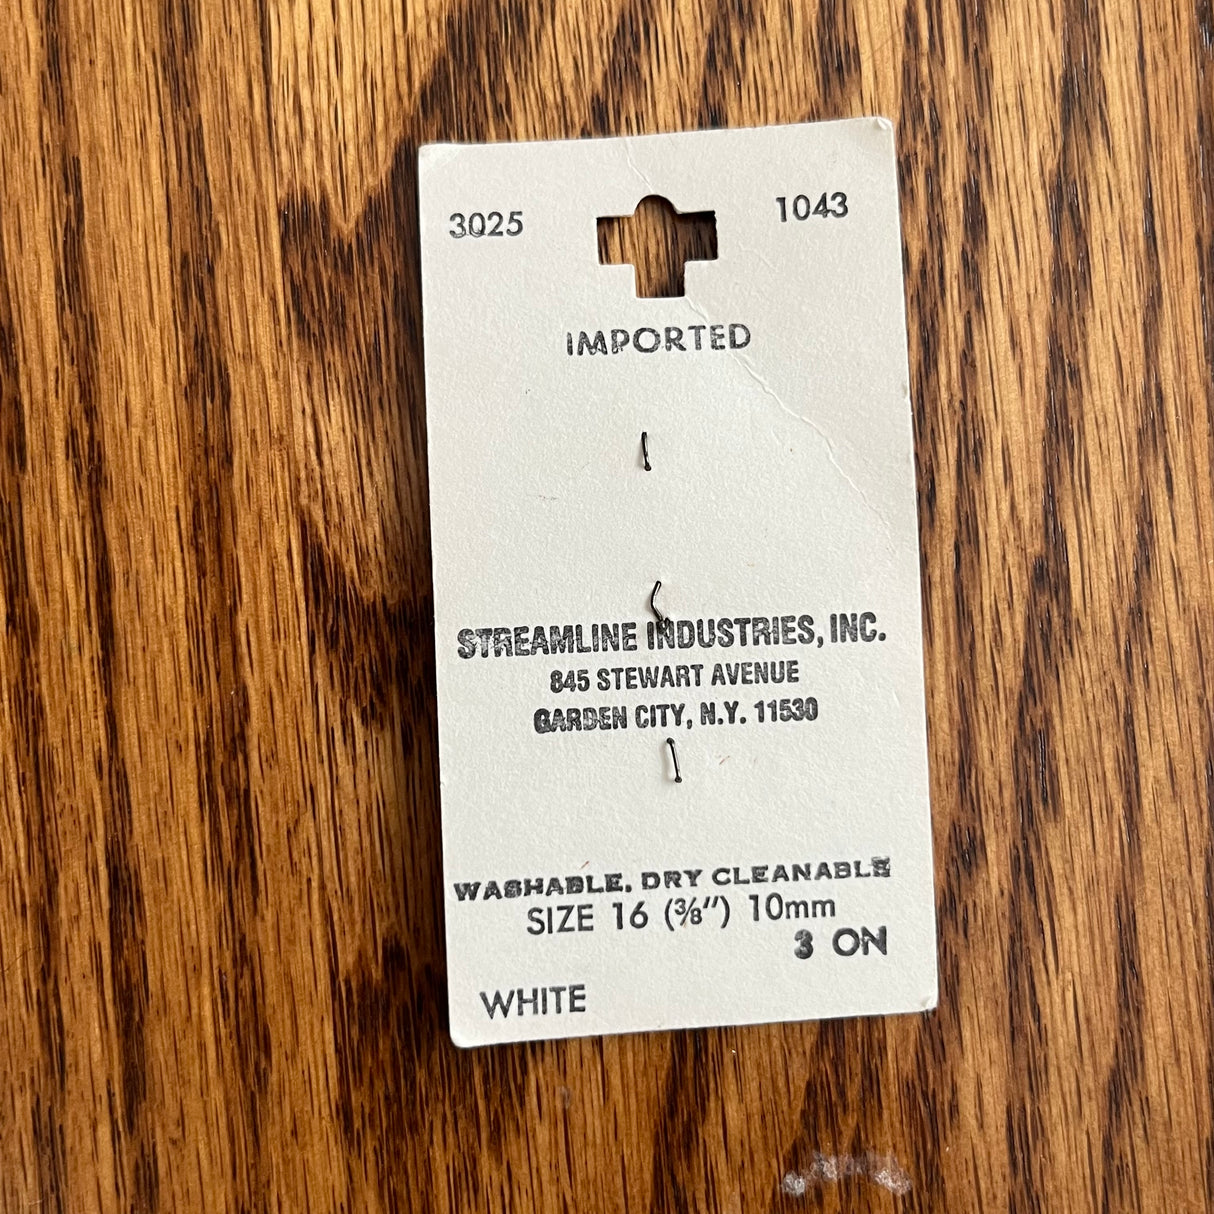 3025 1043
IMPORTED
STREAMLINE INDUSTRIES, INC.
845 STEWART AVENUE
GARDEN CITY, N.Y. 11530
WASHABLE, DRY CLEANABLE
SIZE 16 (3/8") 10mm
3 ON
WHITE